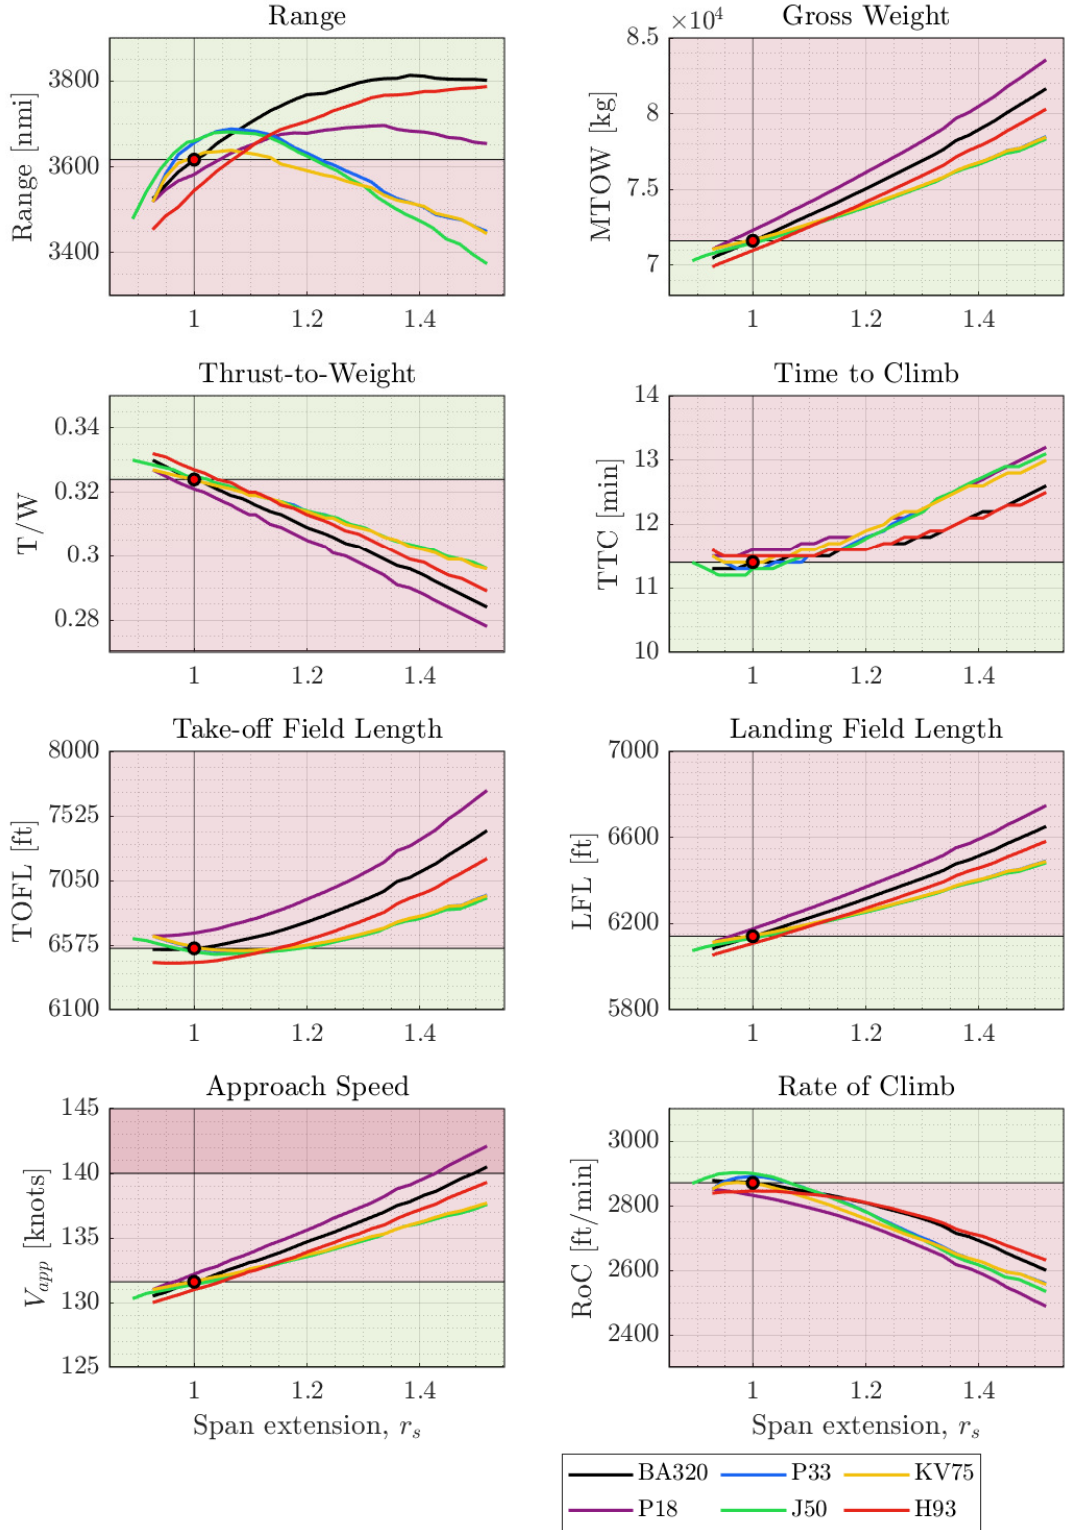 Range
Gross Weight
×10⁴
Range [nmi]
3800
3600
3400
1 1.2 1.4
MTOW [kg]
8.5
8
7.5
7
1 1.2 1.4
Thrust-to-Weight
Time to Climb
T/W
0.34
0.32
0.3
0.28
1 1.2 1.4
TTC [min]
14
13
12
11
10
1 1.2 1.4
Take-off Field Length
Landing Field Length
TOFL [ft]
8000
7525
7050
6575
6100
1 1.2 1.4
LFL [ft]
7000
6600
6200
5800
1 1.2 1.4
Approach Speed
Rate of Climb
V_app [knots]
145
140
135
130
125
1 1.2 1.4
Span extension, r_s
RoC [ft/min]
3000
2800
2600
2400
1 1.2 1.4
Span extension, r_s
BA320 P33 KV75
P18 J50 H93